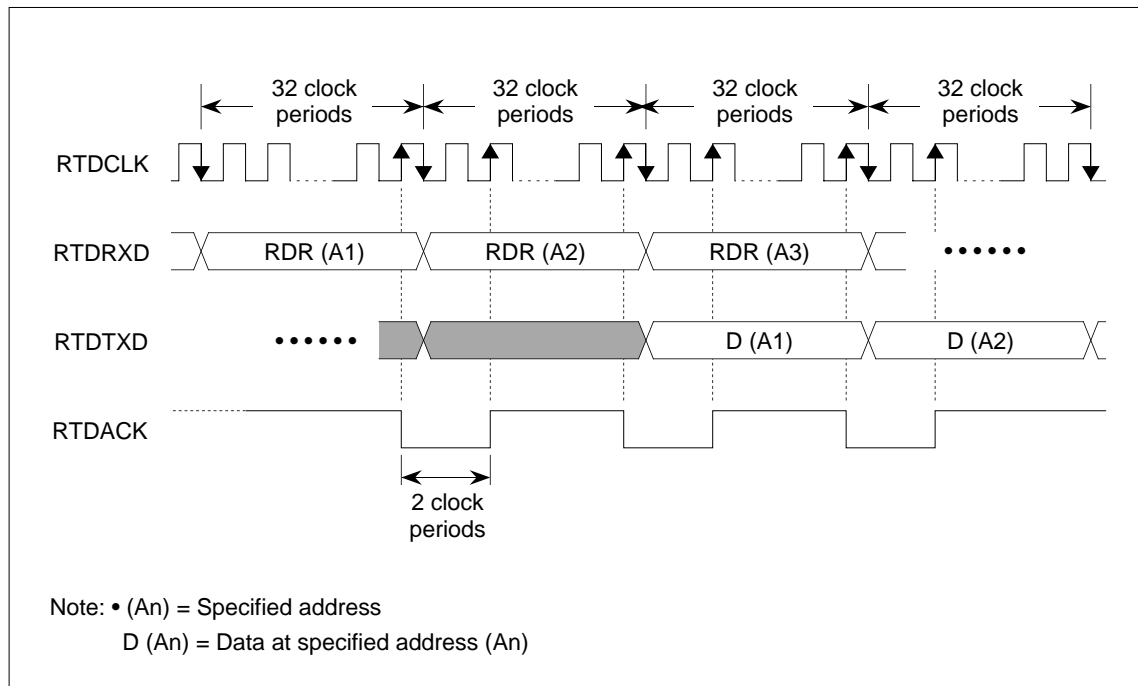 32 clock periods
32 clock periods
32 clock periods
32 clock periods
RTDCLK
RTDRXD
RDR (A1)
RDR (A2)
RDR (A3)
••••••
RTDTXD
••••••
D (A1)
D (A2)
RTDACK
2 clock periods
Note: • (An) = Specified address
D (An) = Data at specified address (An)